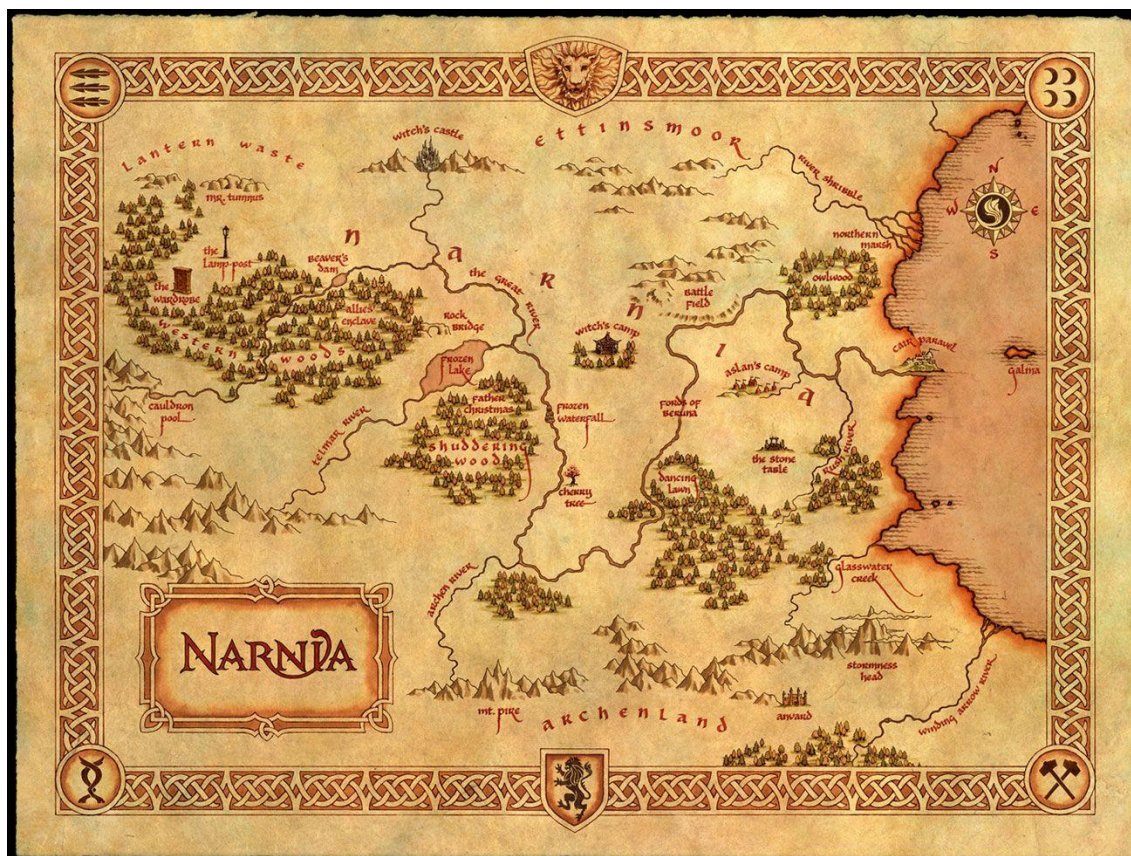 Lantern waste
witch's castle
ettinsmoor
River Shribble
N
W
E
S
mr. tumnus
the
Lamp-post
the
wardrobe
Beaver's
Dam
northern
marsh
owlwood
narnia
the Great River
allies'
enclave
Rock
Bridge
western woods
Battle
Field
witch's camp
cair paravel
galma
Frozen
Lake
aslan's camp
Father
Christmas
Frozen
waterfall
Fords of
Beruna
cauldron
pool
telmar River
shuddering
wood
cherry
tree
the stone
table
Rush River
dancing
lawn
archen River
glasswater
creek
NARNIA
stormness
head
mt. pire
archenland
anvard
winding arrow River